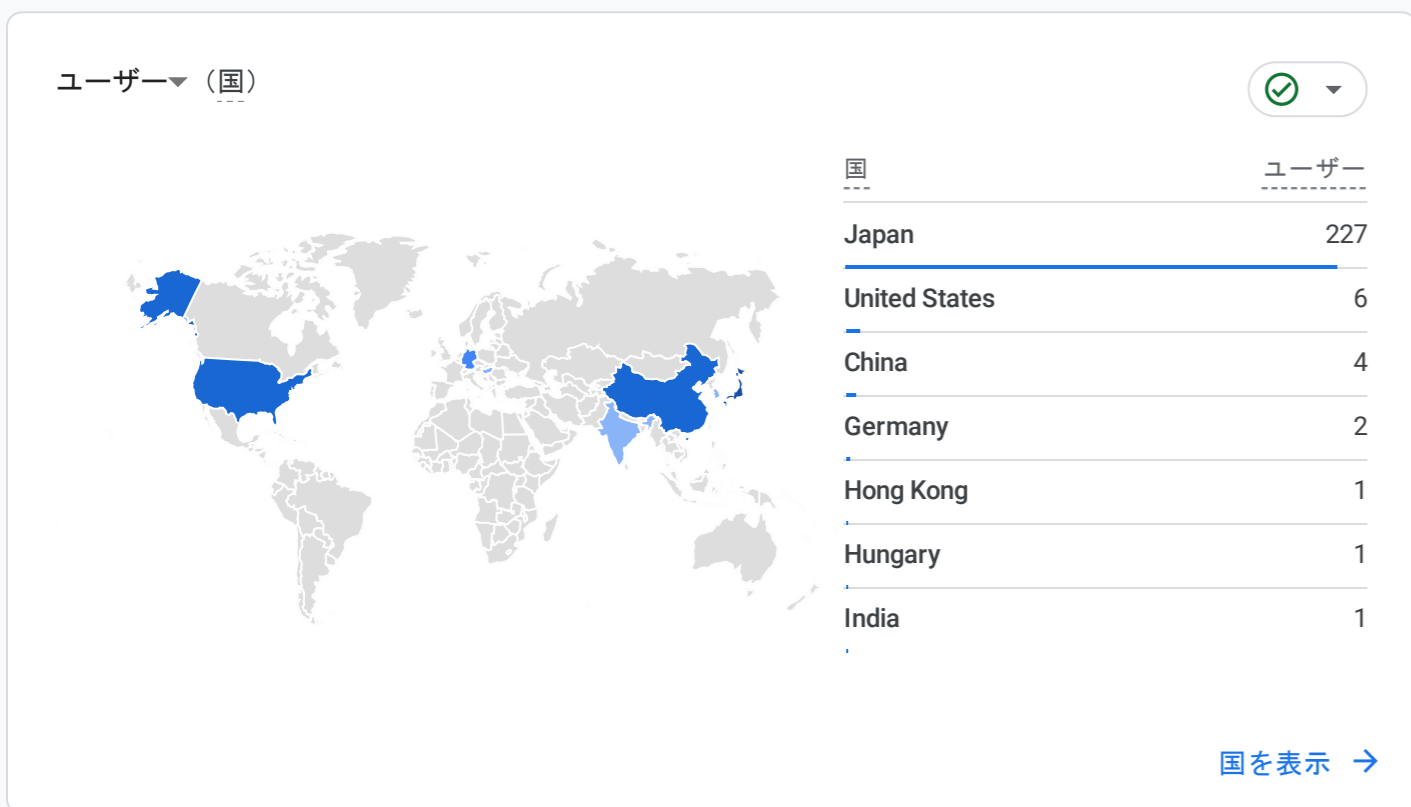 ユーザー（国）
国 ユーザー
Japan 227
United States 6
China 4
Germany 2
Hong Kong 1
Hungary 1
India 1
国を表示